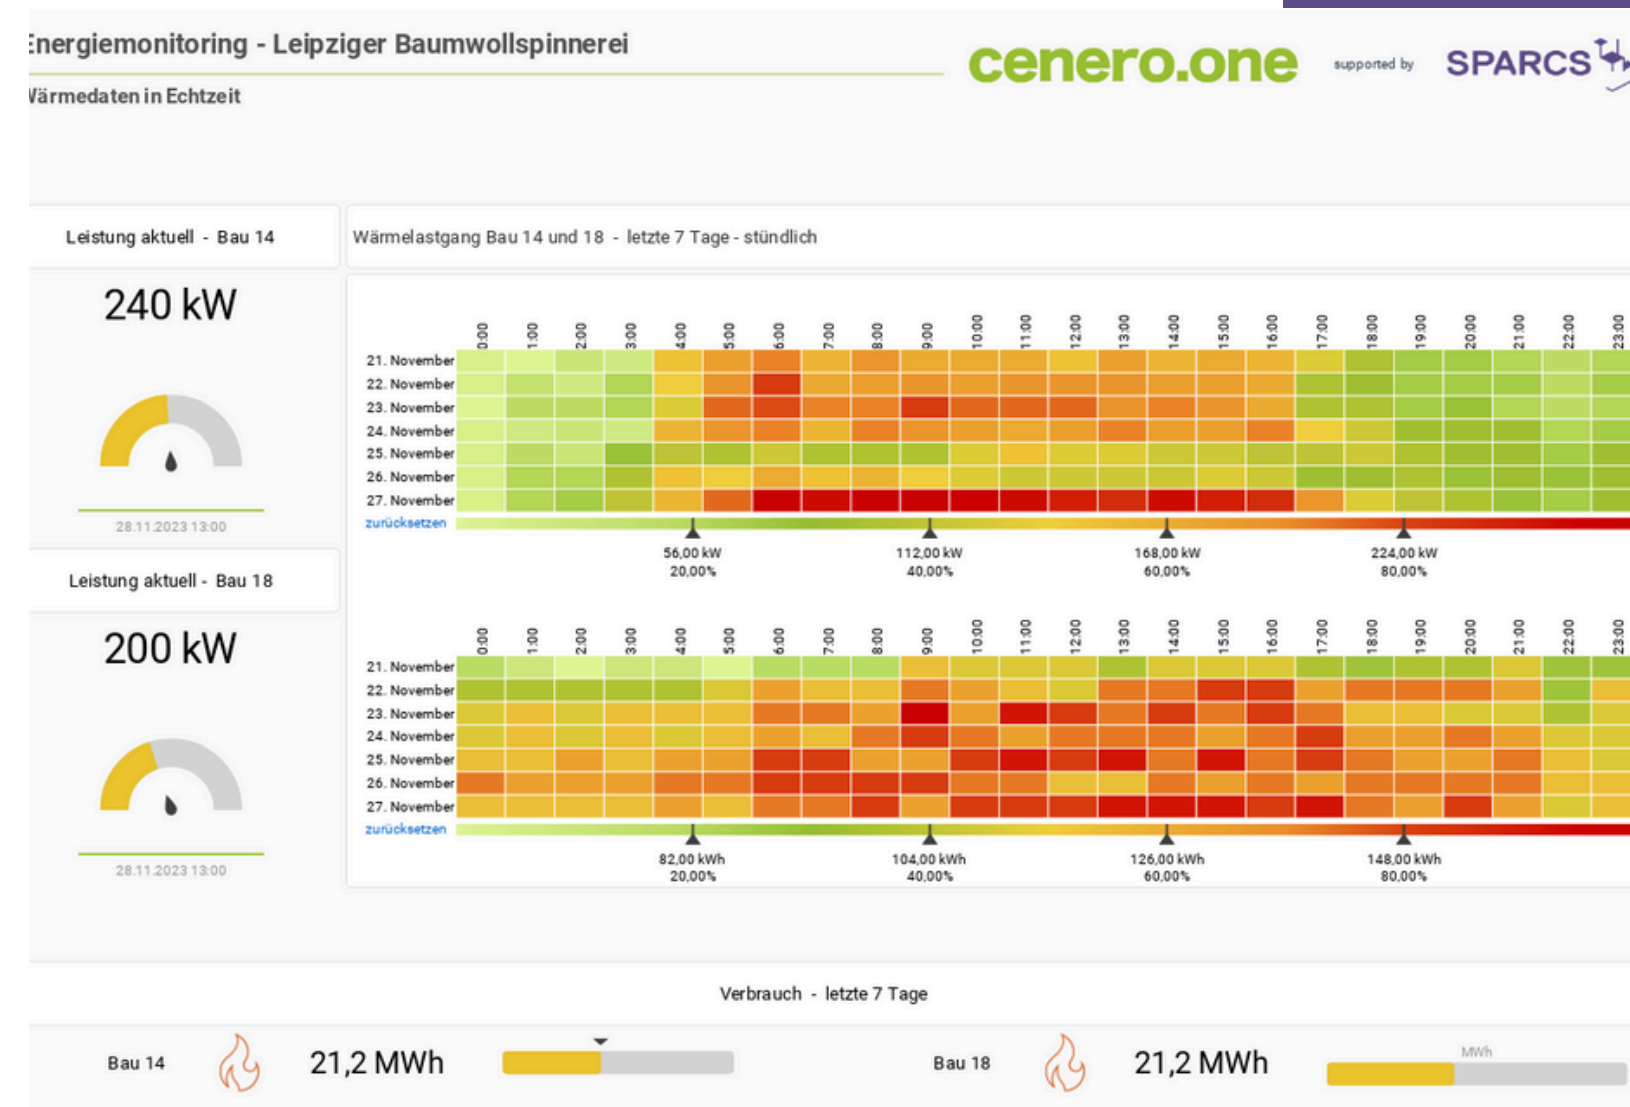 Energiemonitoring - Leipziger Baumwollspinnerei
cenero.one
supported by
SPARCS
Wärmedaten in Echtzeit
Leistung aktuell - Bau 14
Wärmelastgang Bau 14 und 18 - letzte 7 Tage - stündlich
240 kW
28.11.2023 13:00
0:00 1:00 2:00 3:00 4:00 5:00 6:00 7:00 8:00 9:00 10:00 11:00 12:00 13:00 14:00 15:00 16:00 17:00 18:00 19:00 20:00 21:00 22:00 23:00
21. November
22. November
23. November
24. November
25. November
26. November
27. November
zurücksetzen
56,00 kW 112,00 kW 168,00 kW 224,00 kW
20,00% 40,00% 60,00% 80,00%
Leistung aktuell - Bau 18
200 kW
28.11.2023 13:00
0:00 1:00 2:00 3:00 4:00 5:00 6:00 7:00 8:00 9:00 10:00 11:00 12:00 13:00 14:00 15:00 16:00 17:00 18:00 19:00 20:00 21:00 22:00 23:00
21. November
22. November
23. November
24. November
25. November
26. November
27. November
zurücksetzen
82,00 kWh 104,00 kWh 126,00 kWh 148,00 kWh
20,00% 40,00% 60,00% 80,00%
Verbrauch - letzte 7 Tage
Bau 14
21,2 MWh
Bau 18
21,2 MWh
MWh